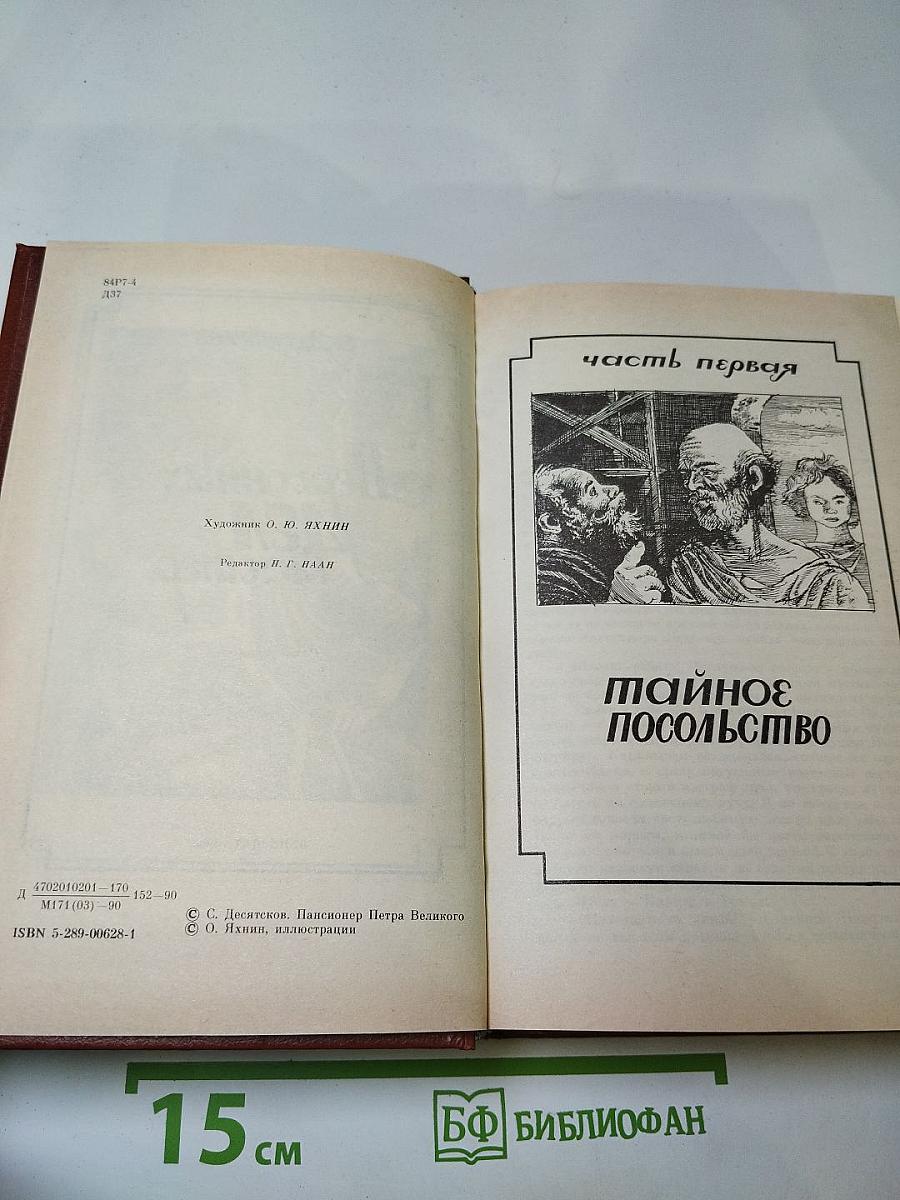 84Р7-4
Д37
Художник О. Ю. ЯХНИН
Редактор Н. Г. НААН
Д 4702010201—170 152—90
М171(03)—90
© С. Десятсков. Пансионер Петра Великого
© О. Яхнин, иллюстрации
ISBN 5-289-00628-1
часть первая
тайное
посольство
15 см
БФ БИБЛИОФАН